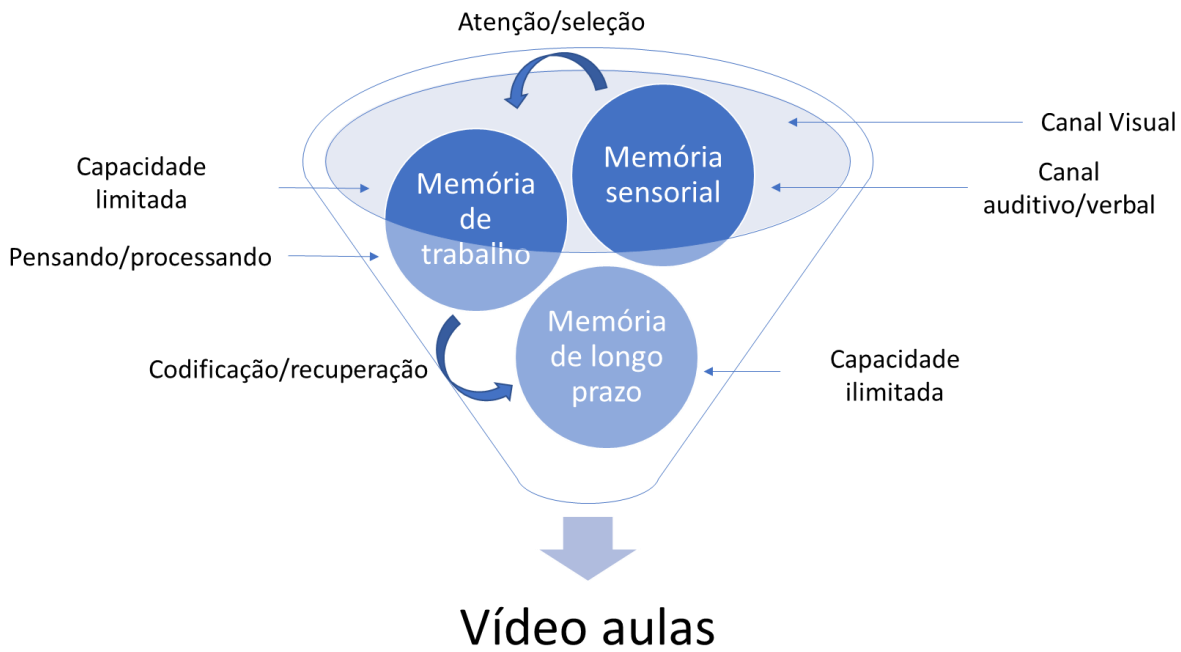 Atenção/seleção
Canal Visual
Canal
auditivo/verbal
Memória
sensorial
Capacidade
limitada
Memória
de
trabalho
Pensando/processando
Memória
de longo
prazo
Codificação/recuperação
Capacidade
ilimitada
Vídeo aulas